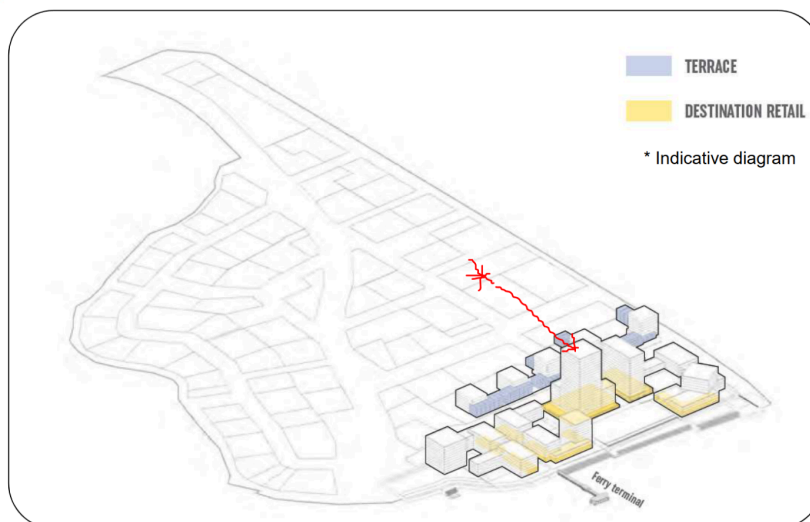 TERRACE
DESTINATION RETAIL
* Indicative diagram
Ferry terminal